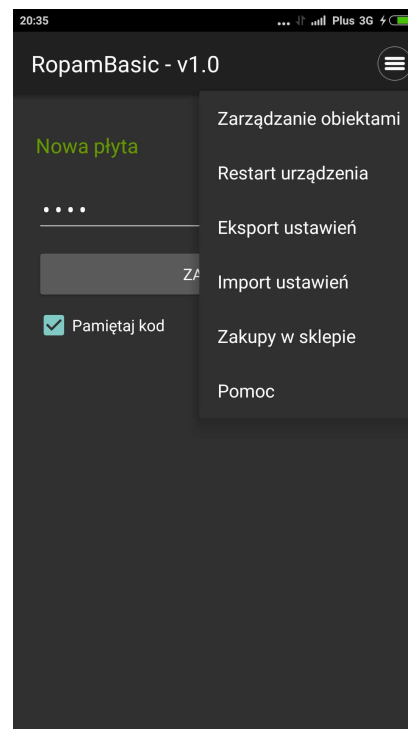 20:35 ... Plus 3G
RopamBasic - v1.0
Zarządzanie obiektami
Nowa płyta
Restart urządzenia
••••
Eksport ustawień
ZA
Import ustawień
Pamiętaj kod
Zakupy w sklepie
Pomoc